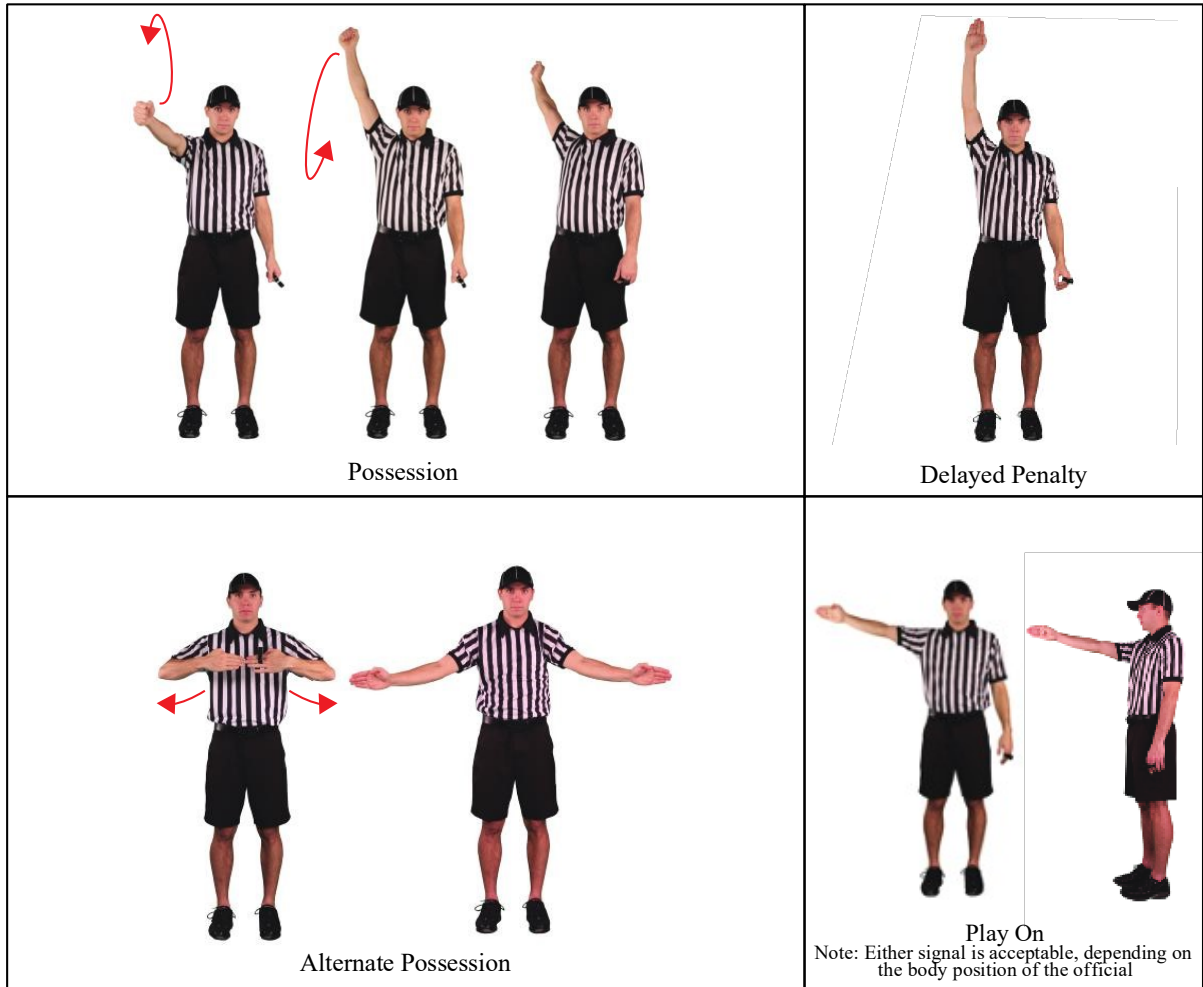 Possession
Delayed Penalty
Alternate Possession
Play On
Note: Either signal is acceptable, depending on
the body position of the official